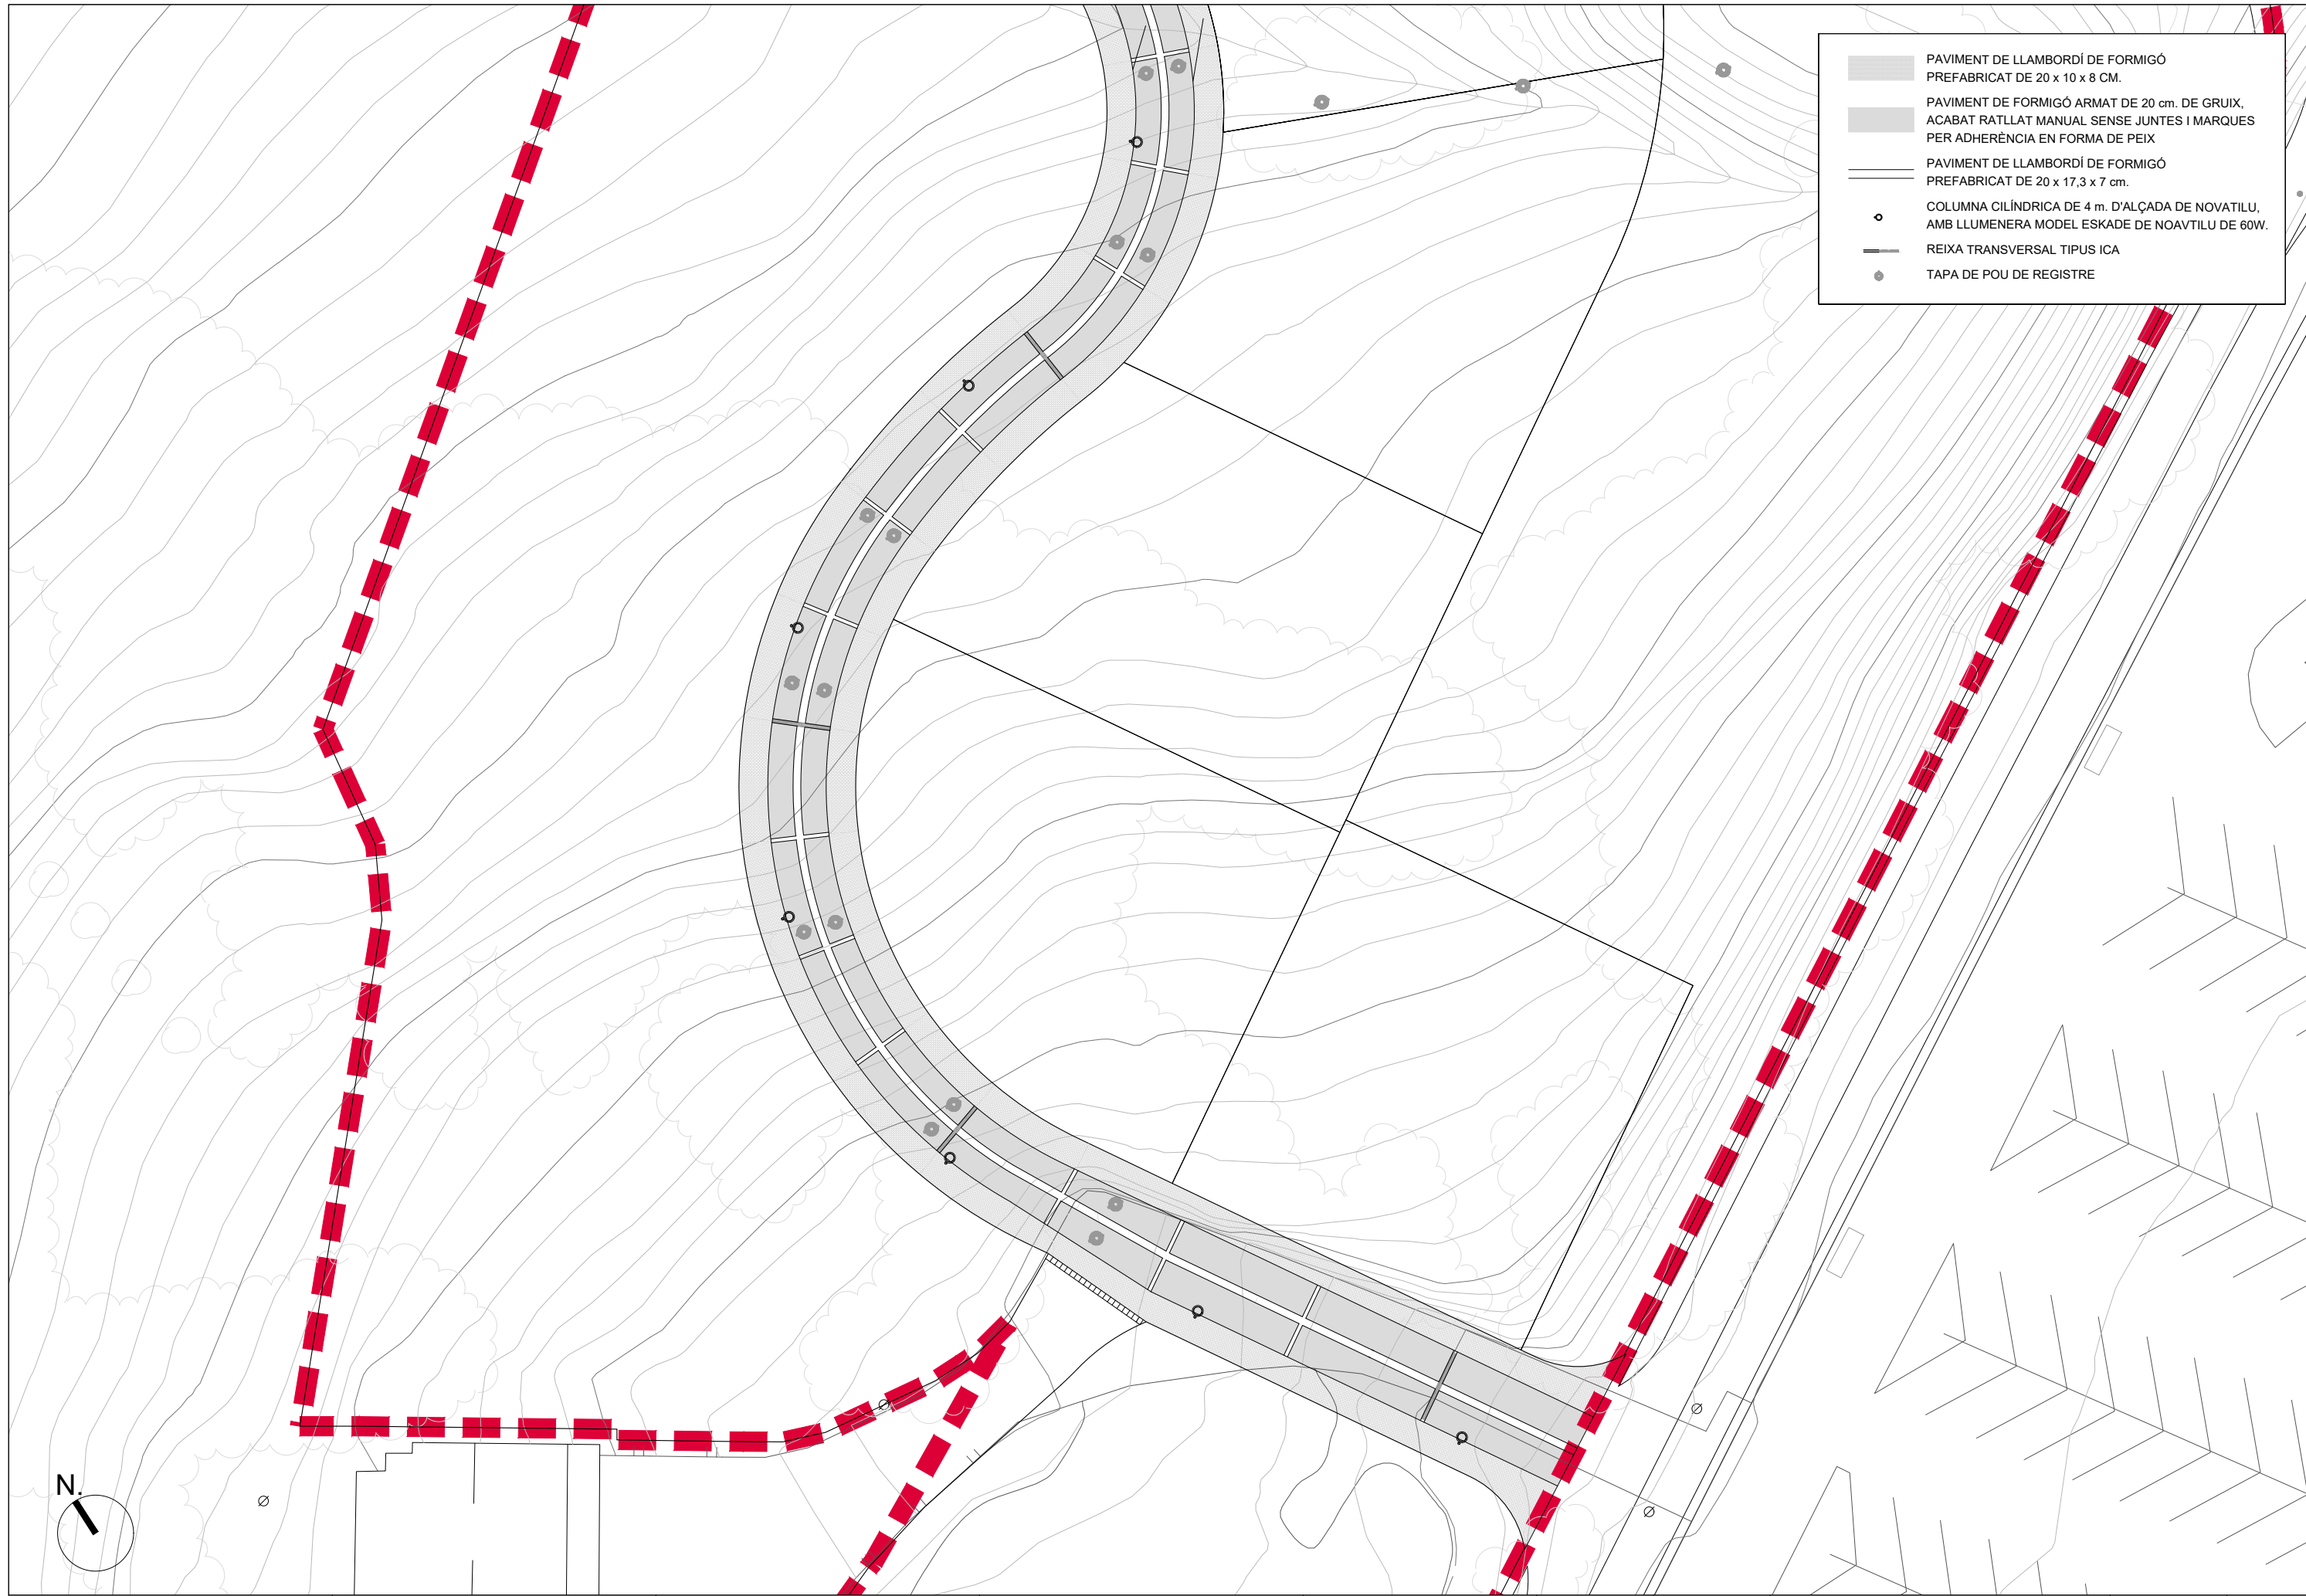 PAVIMENT DE LLAMBORDÍ DE FORMIGÓ
PREFABRICAT DE 20 x 10 x 8 CM.
PAVIMENT DE FORMIGÓ ARMAT DE 20 cm. DE GRUIX,
ACABAT RATLLAT MANUAL SENSE JUNTES I MARQUES
PER ADHERÈNCIA EN FORMA DE PEIX
PAVIMENT DE LLAMBORDÍ DE FORMIGÓ
PREFABRICAT DE 20 x 17,3 x 7 cm.
COLUMNA CILÍNDRICA DE 4 m. D'ALÇADA DE NOVATILU,
AMB LLUMENERA MODEL ESKADE DE NOAVTILU DE 60W.
REIXA TRANSVERSAL TIPUS ICA
TAPA DE POU DE REGISTRE
N.